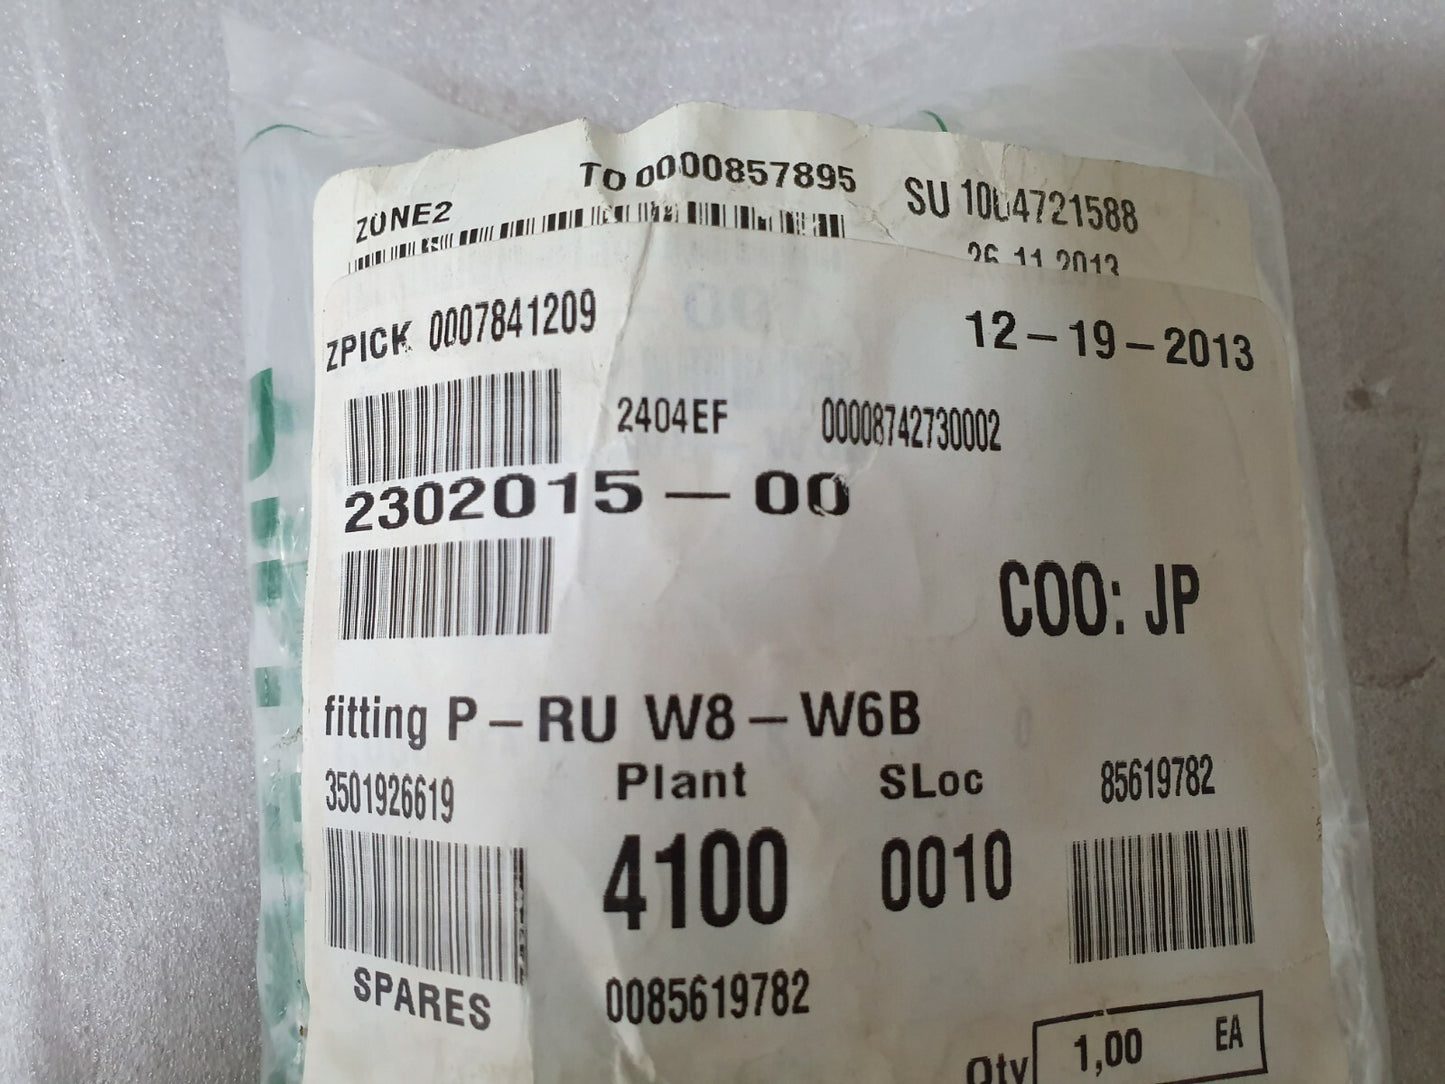 TO 0000857895
SU 1004721588
ZONE2
26.11.2013
ZPICK 0007841209
12-19-2013
2404EF 00008742730002
2302015-00
COO: JP
fitting P-RU W8-W6B
3501926619 Plant SLoc 85619782
4100 0010
SPARES 0085619782
Qty 1,00 EA